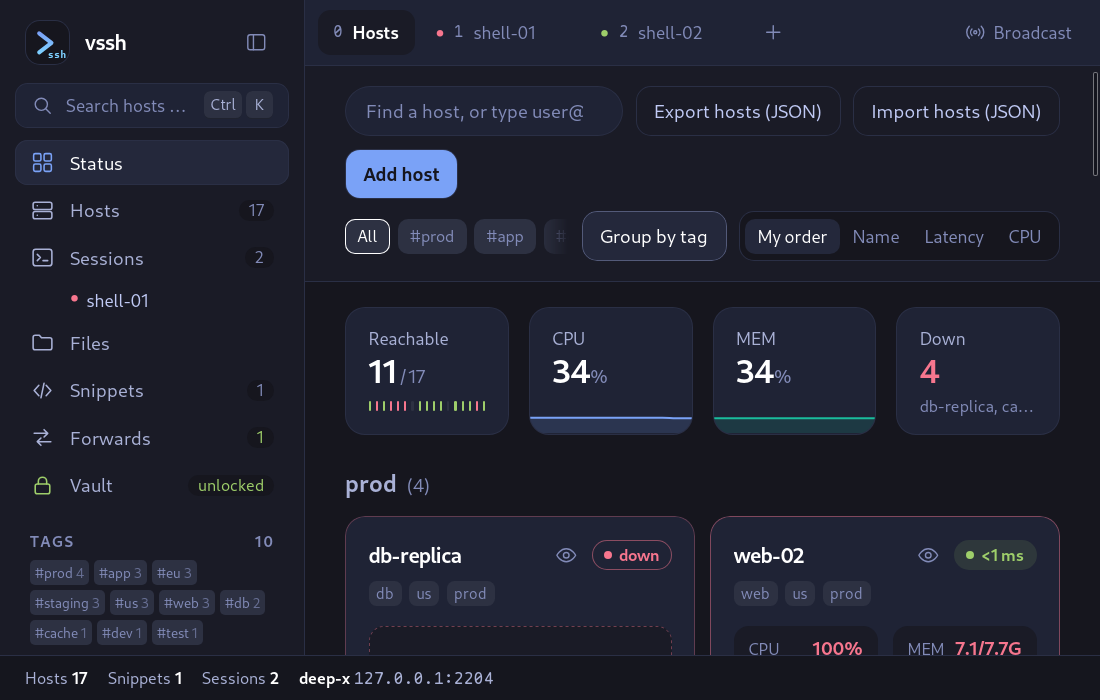 ssh vssh
Search hosts ... Ctrl K
Status
Hosts 17
Sessions 2
shell-01
Files
Snippets 1
Forwards 1
Vault unlocked
TAGS 10
#prod 4 #app 3 #eu 3
#staging 3 #us 3 #web 3 #db 2
#cache 1 #dev 1 #test 1
0 Hosts 1 shell-01 2 shell-02 + Broadcast
Find a host, or type user@ Export hosts (JSON) Import hosts (JSON)
Add host
All #prod #app # Group by tag My order Name Latency CPU
Reachable CPU MEM Down
11/17 34% 34% 4
db-replica, ca...
prod (4)
db-replica down web-02 <1 ms
db us prod web us prod
CPU 100% MEM 7.1/7.7G
Hosts 17 Snippets 1 Sessions 2 deep-x 127.0.0.1:2204